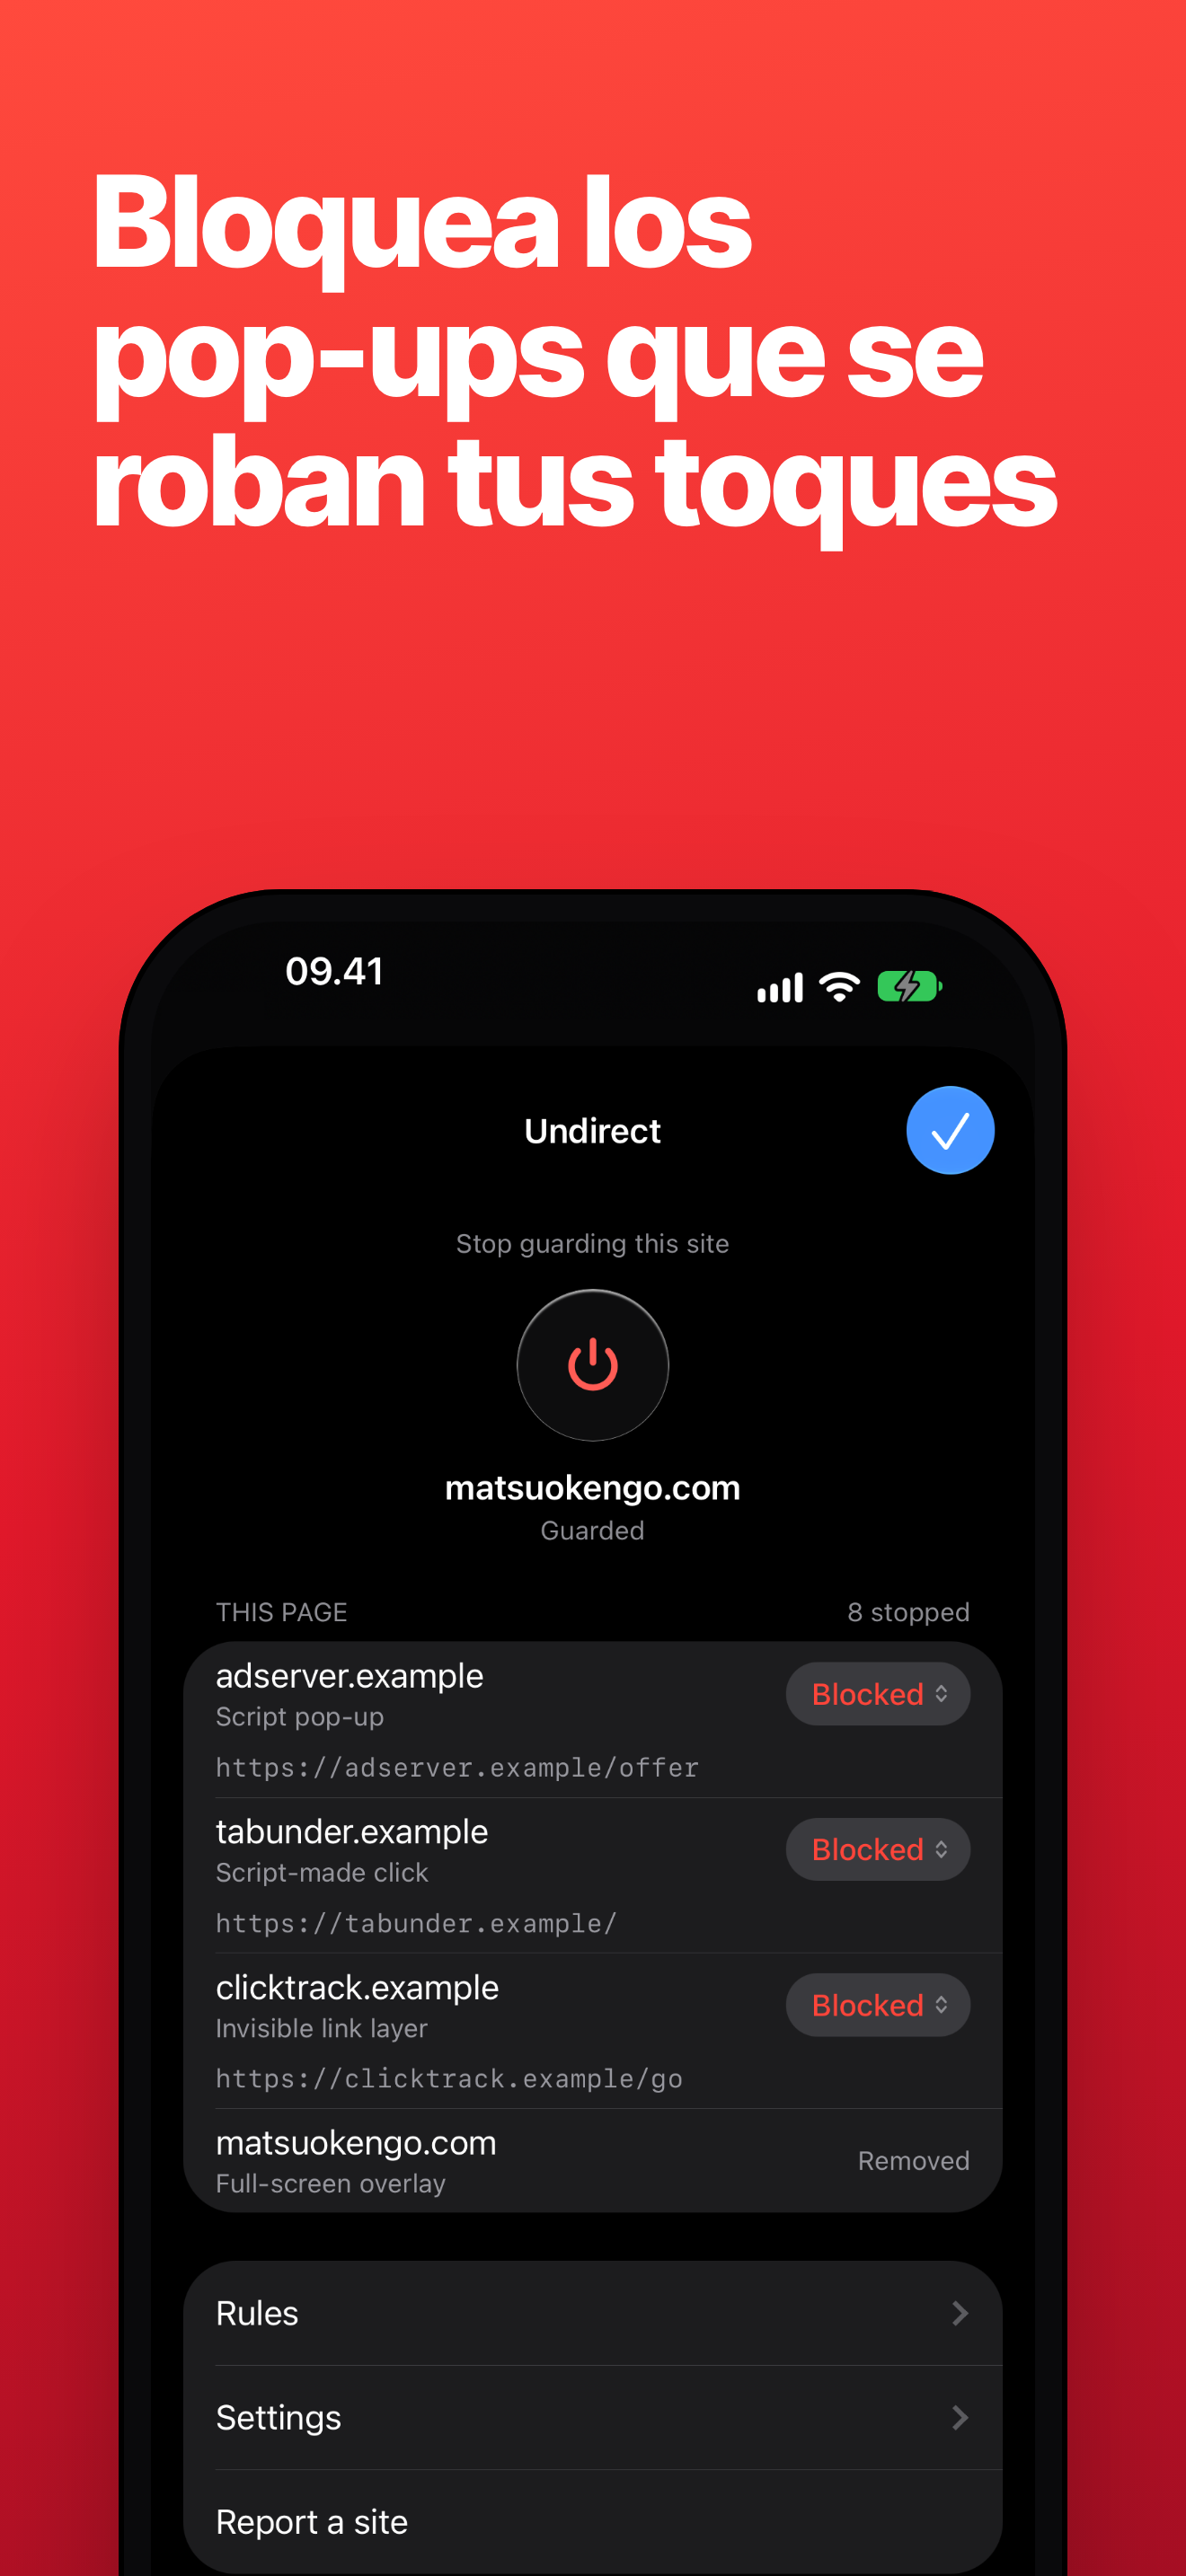 Bloquea los
pop-ups que se
roban tus toques
09.41
Undirect
Stop guarding this site
matsuokengo.com
Guarded
THIS PAGE 8 stopped
adserver.example Blocked
Script pop-up
https://adserver.example/offer
tabunder.example Blocked
Script-made click
https://tabunder.example/
clicktrack.example Blocked
Invisible link layer
https://clicktrack.example/go
matsuokengo.com Removed
Full-screen overlay
Rules
Settings
Report a site